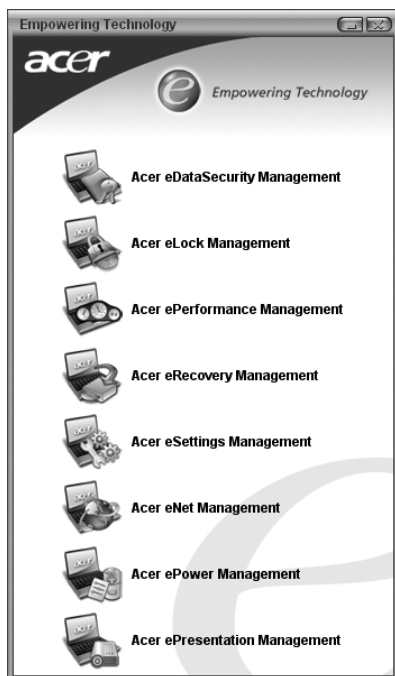 Empowering Technology
acer
e Empowering Technology
Acer eDataSecurity Management
Acer eLock Management
Acer ePerformance Management
Acer eRecovery Management
Acer eSettings Management
Acer eNet Management
Acer ePower Management
Acer ePresentation Management